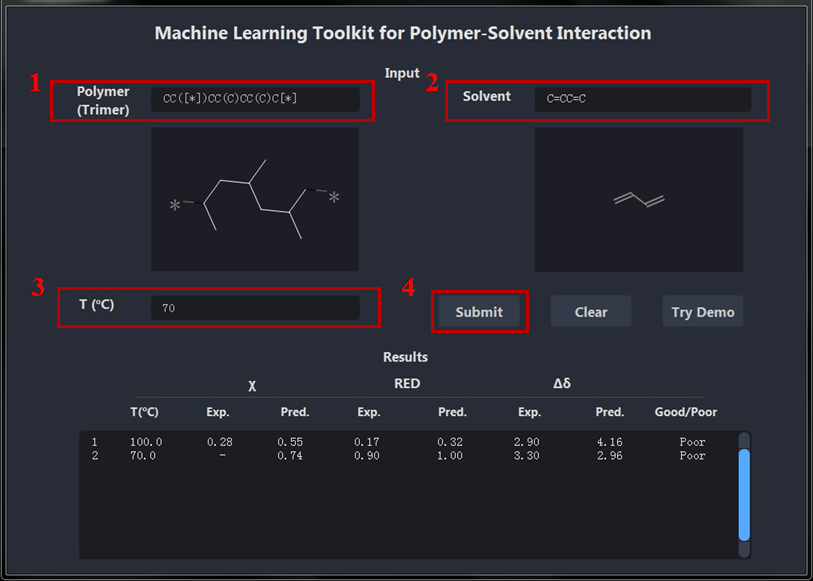 Machine Learning Toolkit for Polymer-Solvent Interaction
Input
1 Polymer (Trimer) CC([*])CC(C)CC(C)C[*]
2 Solvent C=CC=C
* *
3 T (°C) 70
4 Submit Clear Try Demo
Results
χ RED Δδ
T(°C) Exp. Pred. Exp. Pred. Exp. Pred. Good/Poor
1 100.0 0.28 0.55 0.17 0.32 2.90 4.16 Poor
2 70.0 - 0.74 0.90 1.00 3.30 2.96 Poor